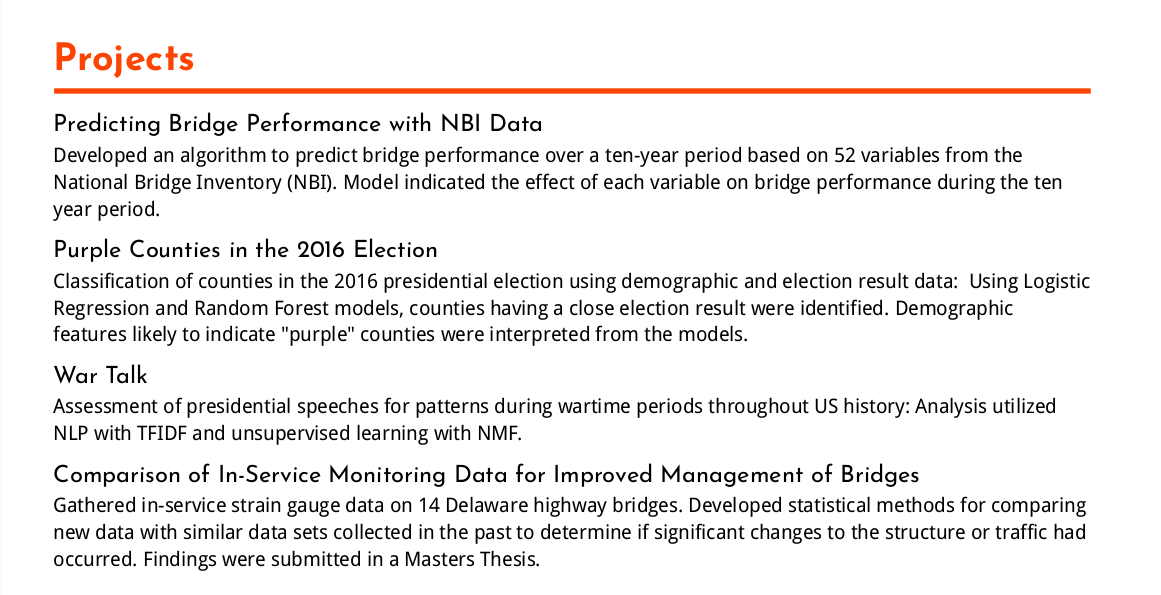 Projects
Predicting Bridge Performance with NBI Data
Developed an algorithm to predict bridge performance over a ten-year period based on 52 variables from the
National Bridge Inventory (NBI). Model indicated the effect of each variable on bridge performance during the ten
year period.
Purple Counties in the 2016 Election
Classification of counties in the 2016 presidential election using demographic and election result data:  Using Logistic
Regression and Random Forest models, counties having a close election result were identified. Demographic
features likely to indicate "purple" counties were interpreted from the models.
War Talk
Assessment of presidential speeches for patterns during wartime periods throughout US history: Analysis utilized
NLP with TFIDF and unsupervised learning with NMF.
Comparison of In-Service Monitoring Data for Improved Management of Bridges
Gathered in-service strain gauge data on 14 Delaware highway bridges. Developed statistical methods for comparing
new data with similar data sets collected in the past to determine if significant changes to the structure or traffic had
occurred. Findings were submitted in a Masters Thesis.